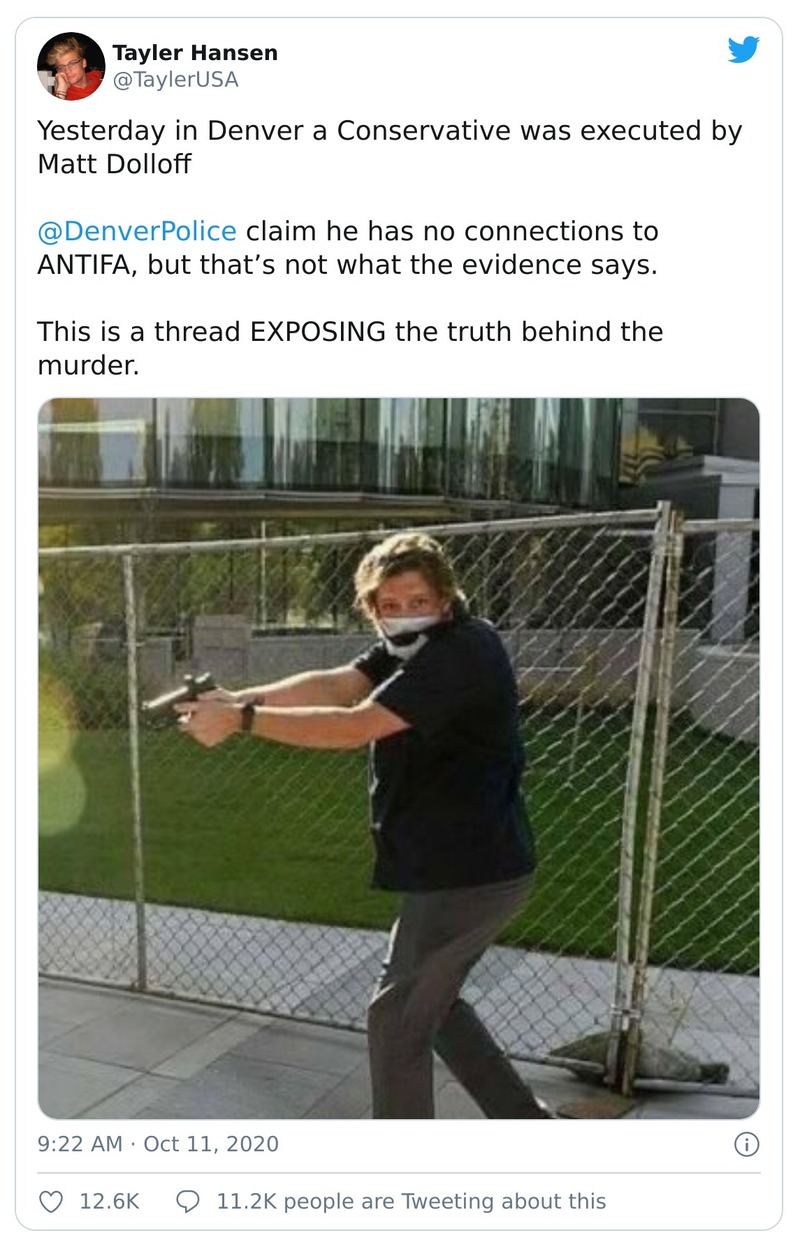 Tayler Hansen
@TaylerUSA
Yesterday in Denver a Conservative was executed by
Matt Dolloff
@DenverPolice claim he has no connections to
ANTIFA, but that’s not what the evidence says.
This is a thread EXPOSING the truth behind the
murder.
9:22 AM · Oct 11, 2020
12.6K
11.2K people are Tweeting about this